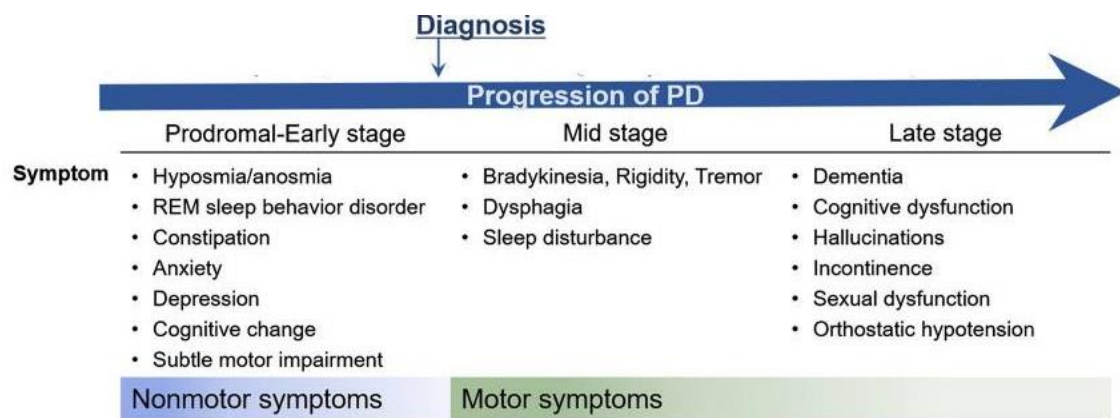 Diagnosis
Progression of PD
Prodromal-Early stage Mid stage Late stage
Symptom
• Hyposmia/anosmia
• REM sleep behavior disorder
• Constipation
• Anxiety
• Depression
• Cognitive change
• Subtle motor impairment
• Bradykinesia, Rigidity, Tremor
• Dysphagia
• Sleep disturbance
• Dementia
• Cognitive dysfunction
• Hallucinations
• Incontinence
• Sexual dysfunction
• Orthostatic hypotension
Nonmotor symptoms Motor symptoms